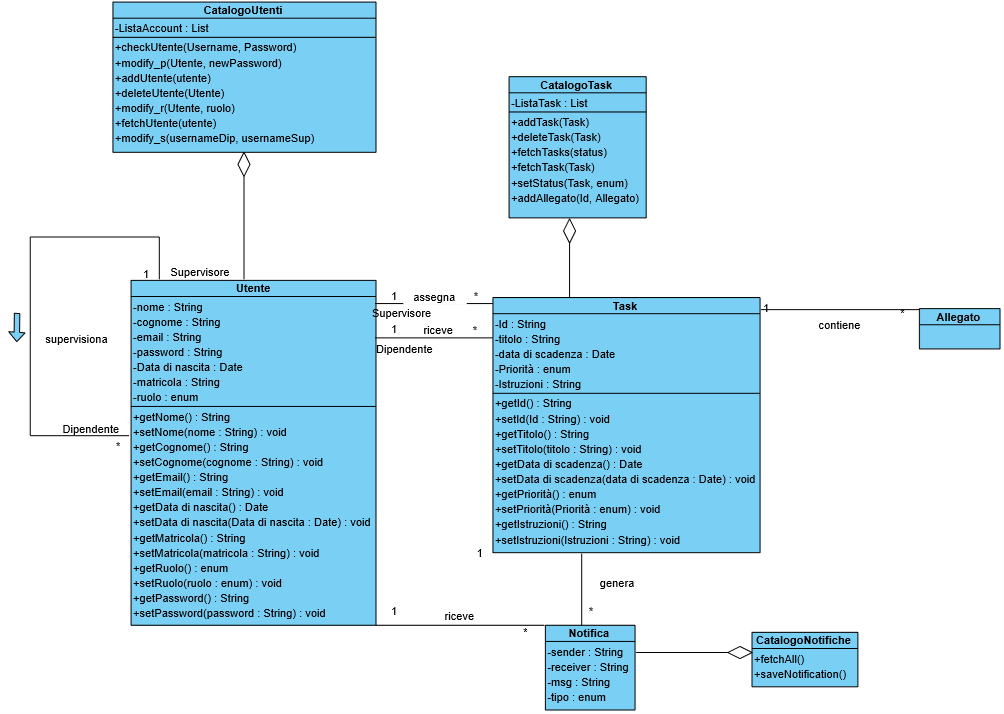 CatalogoUtenti
-ListaAccount : List
+checkUtente(Username, Password)
+modify_p(Utente, newPassword)
+addUtente(utente)
+deleteUtente(Utente)
+modify_r(Utente, ruolo)
+fetchUtente(utente)
+modify_s(usernameDip, usernameSup)
CatalogoTask
-ListaTask : List
+addTask(Task)
+deleteTask(Task)
+fetchTasks(status)
+fetchTask(Task)
+setStatus(Task, enum)
+addAllegato(Id, Allegato)
1
Supervisore
supervisiona
Dipendente
*
Utente
-nome : String
-cognome : String
-email : String
-password : String
-Data di nascita : Date
-matricola : String
-ruolo : enum
+getNome() : String
+setNome(nome : String) : void
+getCognome() : String
+setCognome(cognome : String) : void
+getEmail() : String
+setEmail(email : String) : void
+getData di nascita() : Date
+setData di nascita(Data di nascita : Date) : void
+getMatricola() : String
+setMatricola(matricola : String) : void
+getRuolo() : enum
+setRuolo(ruolo : enum) : void
+getPassword() : String
+setPassword(password : String) : void
1 assegna *
Supervisore
1 riceve *
Dipendente
Task
-Id : String
-titolo : String
-data di scadenza : Date
-Priorità : enum
-Istruzioni : String
+getId() : String
+setId(Id : String) : void
+getTitolo() : String
+setTitolo(titolo : String) : void
+getData di scadenza() : Date
+setData di scadenza(data di scadenza : Date) : void
+getPriorità() : enum
+setPriorità(Priorità : enum) : void
+getIstruzioni() : String
+setIstruzioni(Istruzioni : String) : void
1
contiene
*
Allegato
1
genera
*
1
riceve
*
Notifica
-sender : String
-receiver : String
-msg : String
-tipo : enum
CatalogoNotifiche
+fetchAll()
+saveNotification()